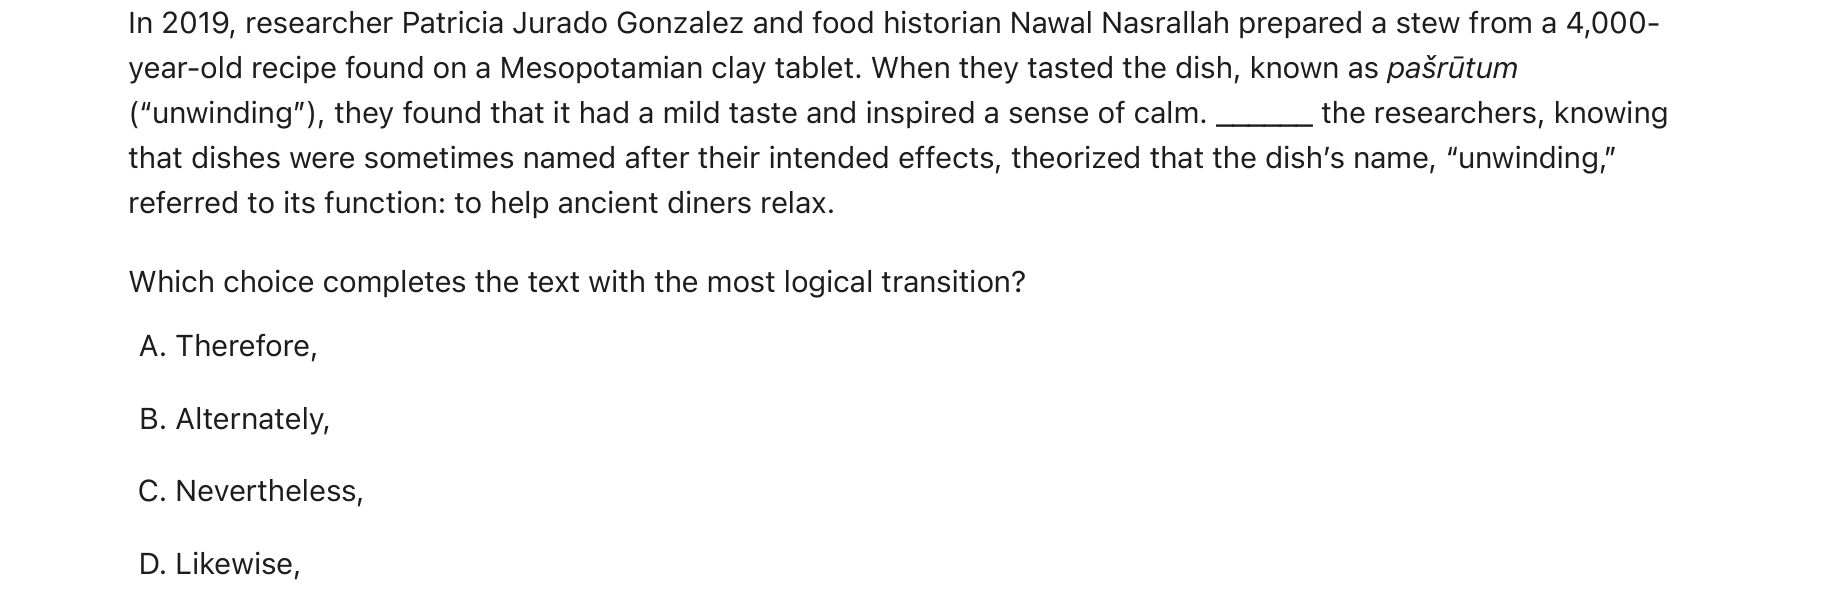 In 2019, researcher Patricia Jurado Gonzalez and food historian Nawal Nasrallah prepared a stew from a 4,000-
year-old recipe found on a Mesopotamian clay tablet. When they tasted the dish, known as pašrūtum
(“unwinding”), they found that it had a mild taste and inspired a sense of calm. ______ the researchers, knowing
that dishes were sometimes named after their intended effects, theorized that the dish’s name, “unwinding,”
referred to its function: to help ancient diners relax.
Which choice completes the text with the most logical transition?
A. Therefore,
B. Alternately,
C. Nevertheless,
D. Likewise,